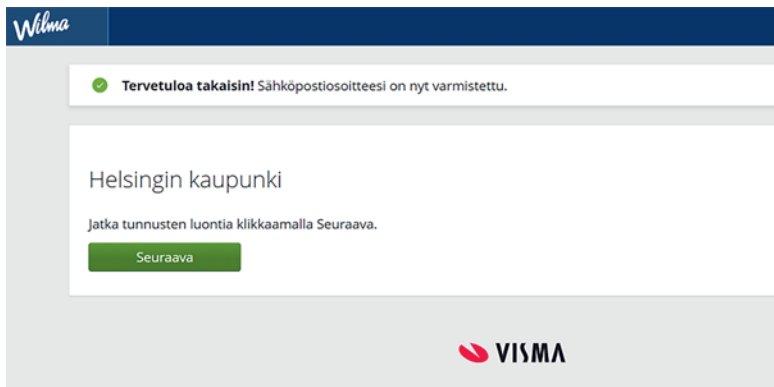 Wilma
Tervetuloa takaisin! Sähköpostiosoitteesi on nyt varmistettu.
Helsingin kaupunki
Jatka tunnusten luontia klikkaamalla Seuraava.
Seuraava
VISMA